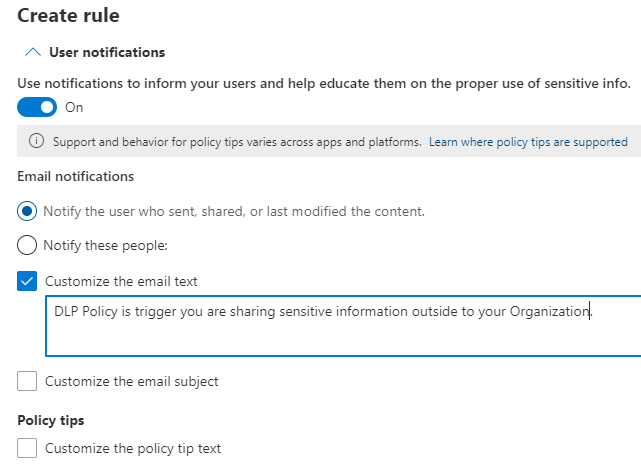 Create rule
User notifications
Use notifications to inform your users and help educate them on the proper use of sensitive info.
On
Support and behavior for policy tips varies across apps and platforms. Learn where policy tips are supported
Email notifications
Notify the user who sent, shared, or last modified the content.
Notify these people:
Customize the email text
DLP Policy is trigger you are sharing sensitive information outside to your Organization.
Customize the email subject
Policy tips
Customize the policy tip text